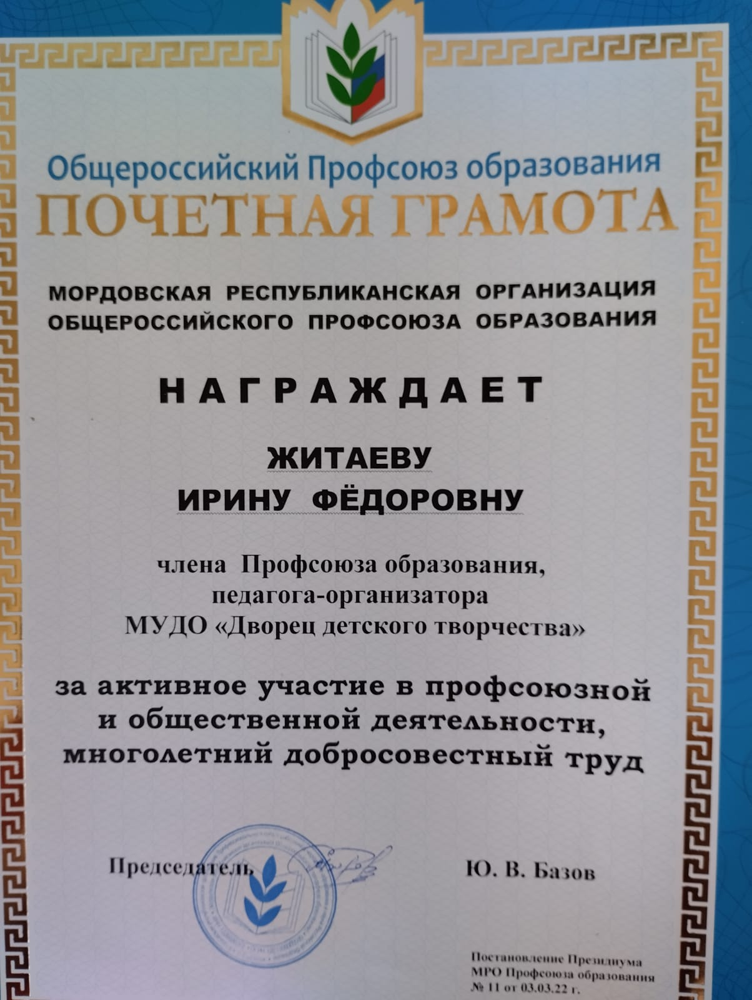 Общероссийский Профсоюз образования
ПОЧЕТНАЯ ГРАМОТА
МОРДОВСКАЯ РЕСПУБЛИКАНСКАЯ ОРГАНИЗАЦИЯ
ОБЩЕРОССИЙСКОГО ПРОФСОЮЗА ОБРАЗОВАНИЯ
НАГРАЖДАЕТ
ЖИТАЕВУ
ИРИНУ ФЁДОРОВНУ
члена Профсоюза образования,
педагога-организатора
МУДО «Дворец детского творчества»
за активное участие в профсоюзной
и общественной деятельности,
многолетний добросовестный труд
Председатель Ю. В. Базов
Постановление Президиума
МРО Профсоюза образования
№ 11 от 03.03.22 г.